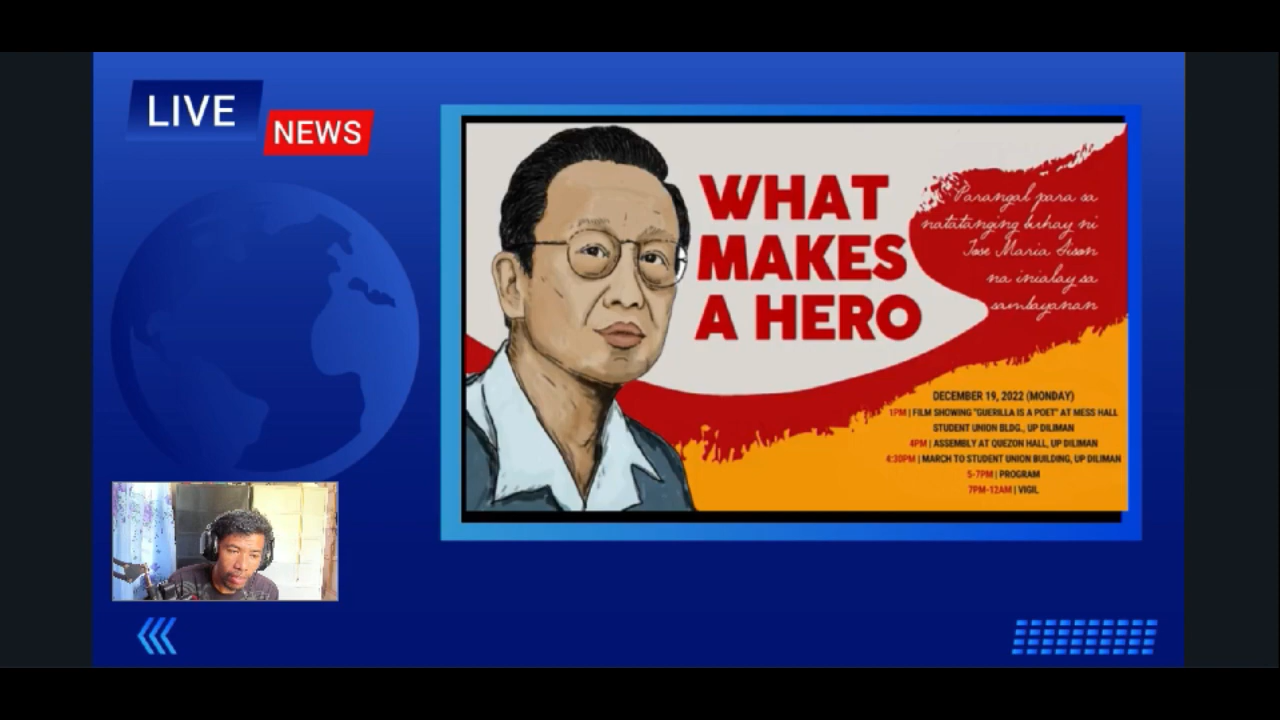 LIVE
NEWS
WHAT
MAKES
A HERO
Parangal para sa
natatanging buhay ni
Jose Maria Sison
na inialay sa
sambayanan
DECEMBER 19, 2022 (MONDAY)
1PM | FILM SHOWING "GUERILLA IS A POET" AT MESS HALL
STUDENT UNION BLDG., UP DILIMAN
4PM | ASSEMBLY AT QUEZON HALL, UP DILIMAN
4:30PM | MARCH TO STUDENT UNION BUILDING, UP DILIMAN
5-7PM | PROGRAM
7PM-12AM | VIGIL